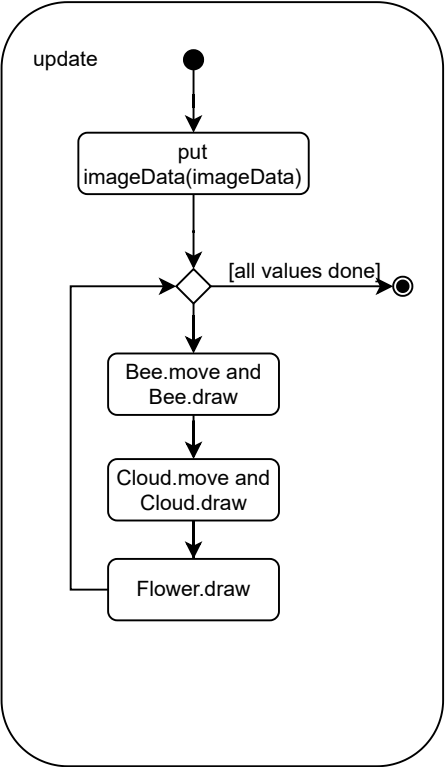 update
put
imageData(imageData)
[all values done]
Bee.move and
Bee.draw
Cloud.move and
Cloud.draw
Flower.draw